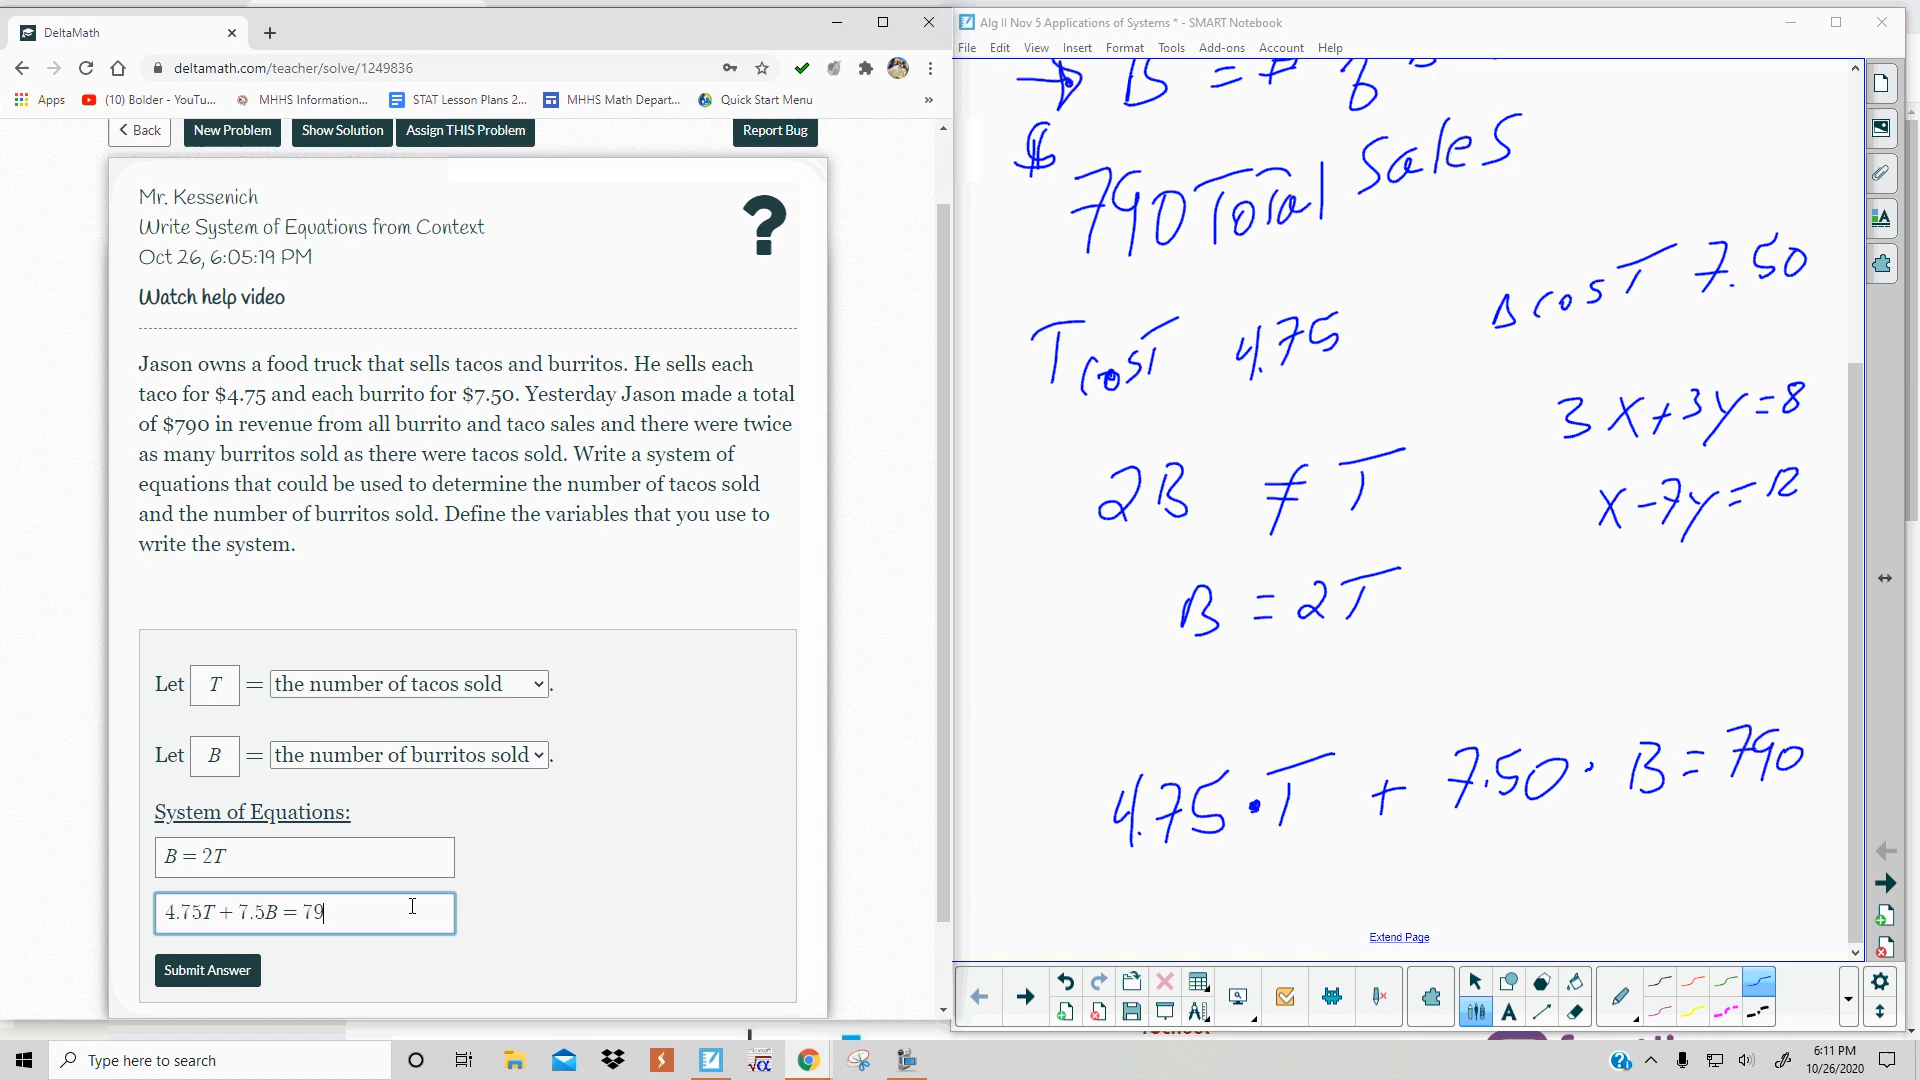 DeltaMath
deltamath.com/teacher/solve/1249836
Apps
(10) Bolder - YouTu...
MHHS Information...
STAT Lesson Plans 2...
MHHS Math Depart...
Quick Start Menu
»
< Back
New Problem
Show Solution
Assign THIS Problem
Report Bug
Mr. Kessenich
Write System of Equations from Context
Oct 26, 6:05:19 PM
Watch help video
?
Jason owns a food truck that sells tacos and burritos. He sells each
taco for $4.75 and each burrito for $7.50. Yesterday Jason made a total
of $790 in revenue from all burrito and taco sales and there were twice
as many burritos sold as there were tacos sold. Write a system of
equations that could be used to determine the number of tacos sold
and the number of burritos sold. Define the variables that you use to
write the system.
Let T = the number of tacos sold.
Let B = the number of burritos sold.
System of Equations:
B = 2T
4.75T + 7.5B = 79
Submit Answer
Alg II Nov 5 Applications of Systems * - SMART Notebook
File Edit View Insert Format Tools Add-ons Account Help
→ B = #
$
790 Total Sales
B cost 7.50
T cost 4.75
3x+3y=8
2B ≠ T
x-7y=12
B = 2T
4.75•T + 7.50· B = 790
Extend Page
Type here to search
6:11 PM
10/26/2020